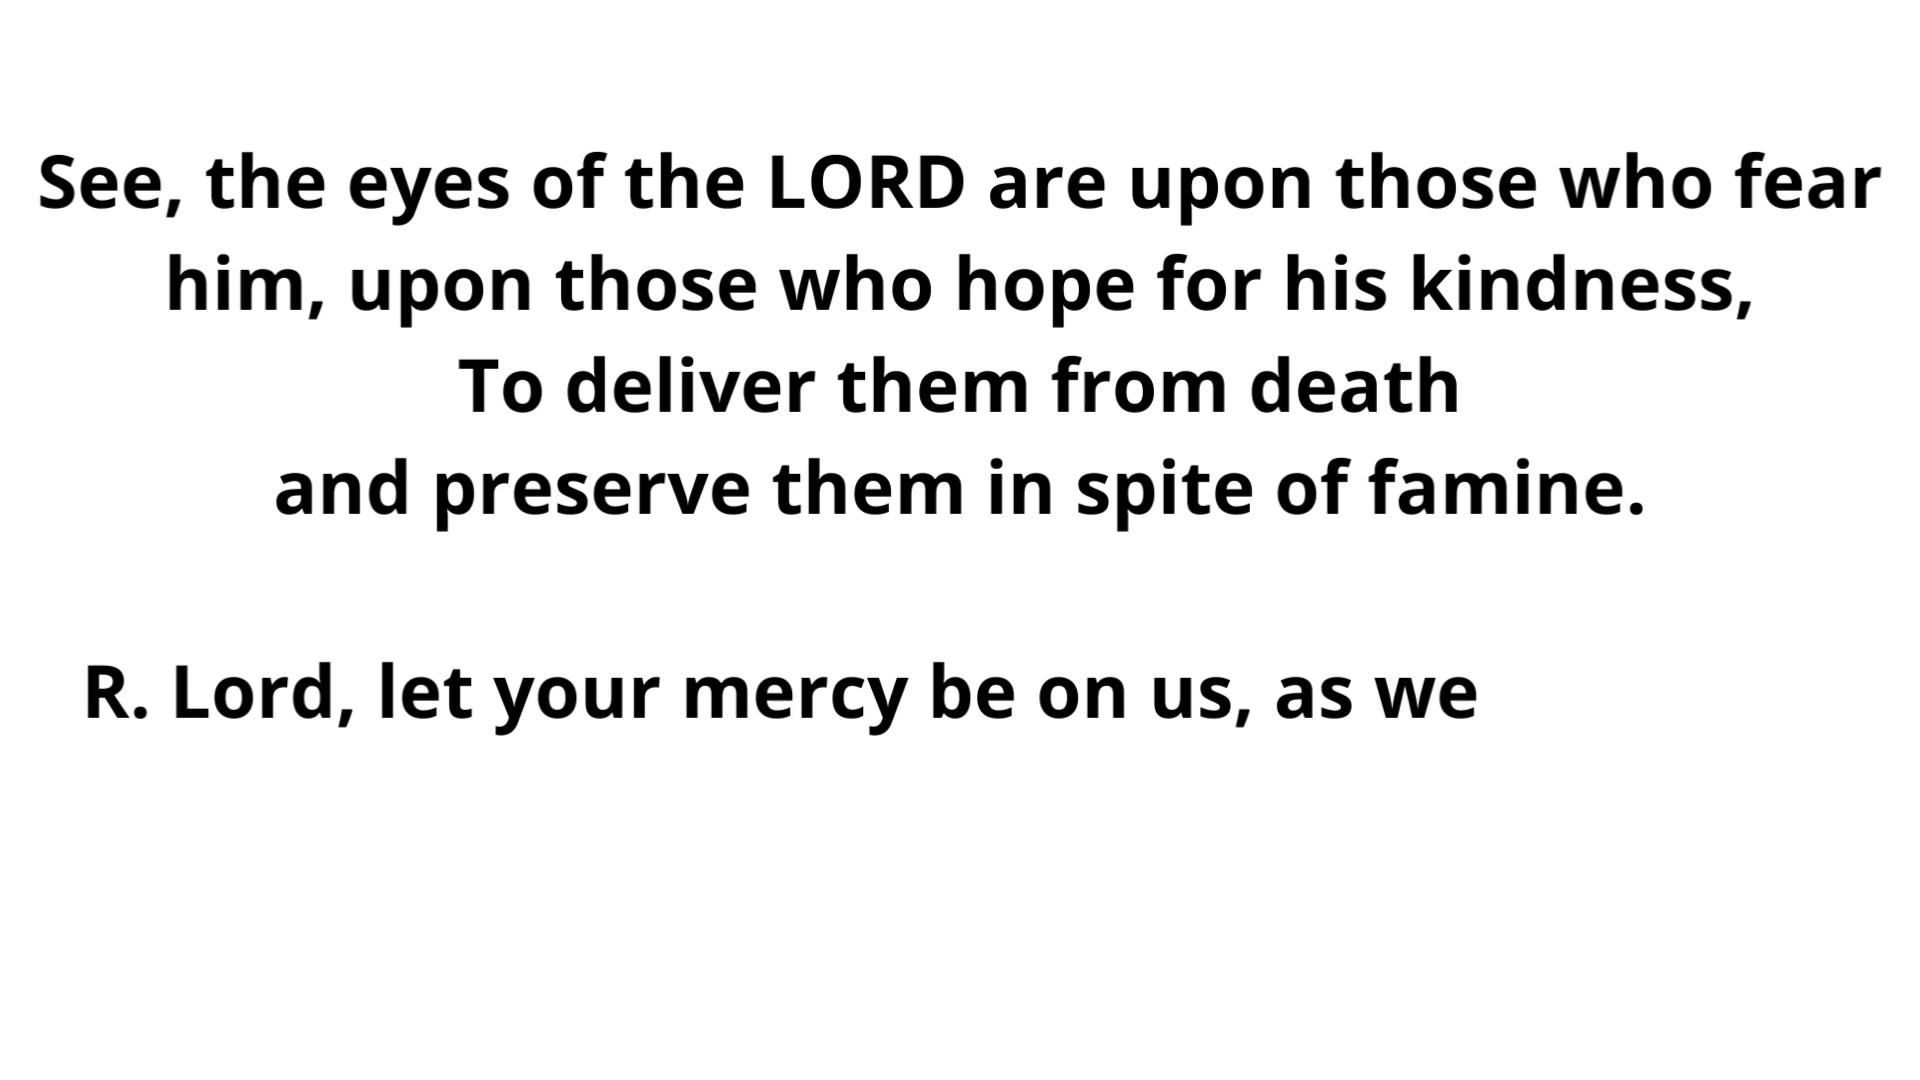 See, the eyes of the LORD are upon those who fear
him, upon those who hope for his kindness,
To deliver them from death
and preserve them in spite of famine.
R. Lord, let your mercy be on us, as we